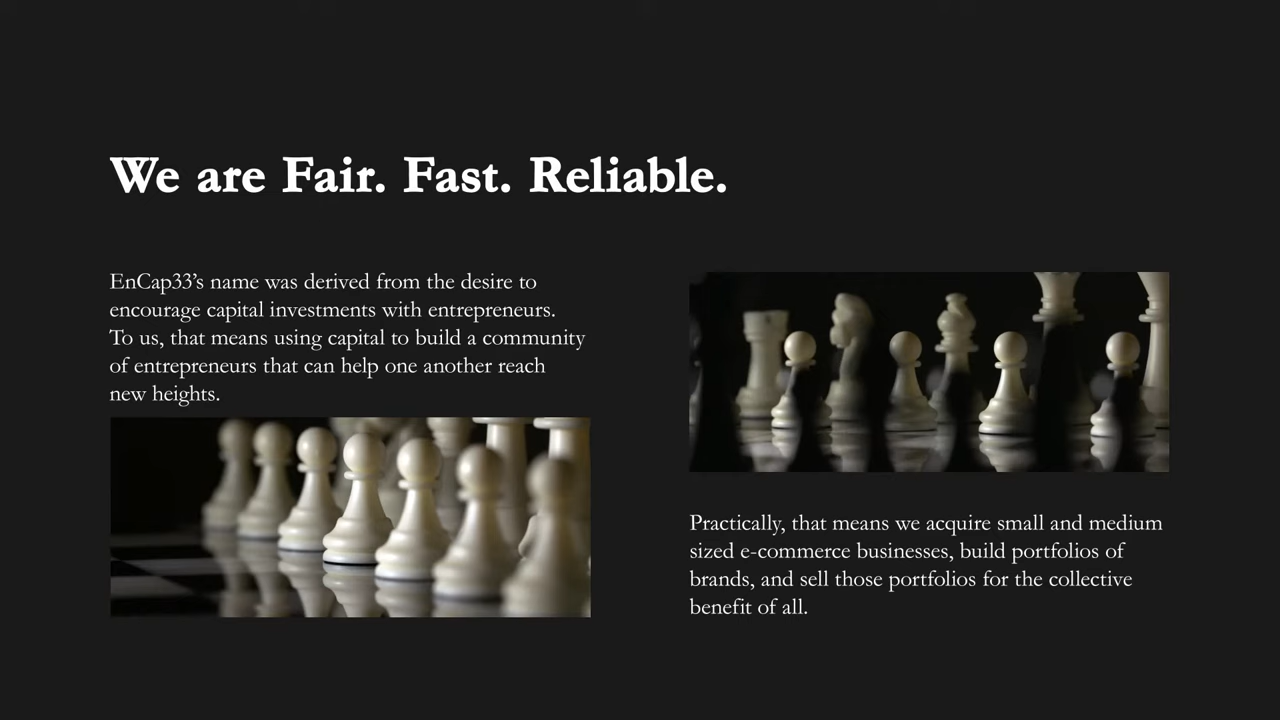 We are Fair. Fast. Reliable.
EnCap33’s name was derived from the desire to
encourage capital investments with entrepreneurs.
To us, that means using capital to build a community
of entrepreneurs that can help one another reach
new heights.
Practically, that means we acquire small and medium
sized e-commerce businesses, build portfolios of
brands, and sell those portfolios for the collective
benefit of all.